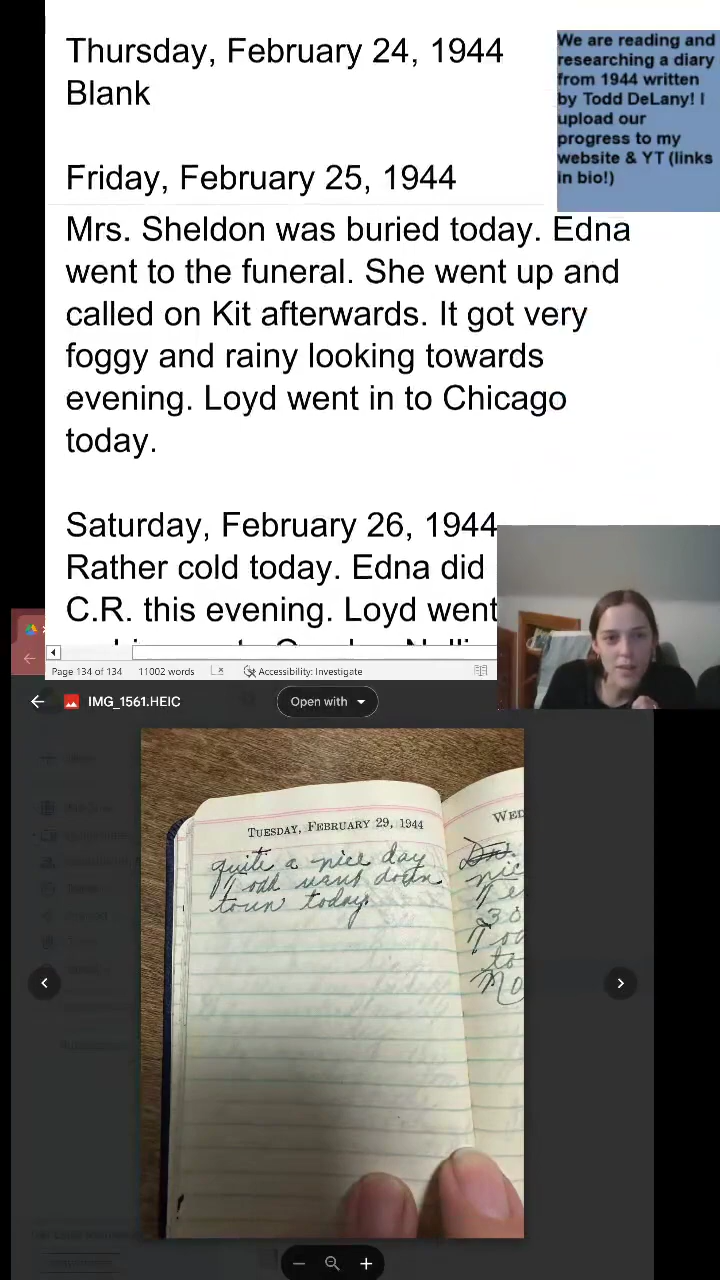 Thursday, February 24, 1944
Blank
We are reading and
researching a diary
from 1944 written
by Todd DeLany! I
upload our
progress to my
website & YT (links
in bio!)
Friday, February 25, 1944
Mrs. Sheldon was buried today. Edna
went to the funeral. She went up and
called on Kit afterwards. It got very
foggy and rainy looking towards
evening. Loyd went in to Chicago
today.
Saturday, February 26, 1944
Rather cold today. Edna did
C.R. this evening. Loyd went
Page 134 of 134 11002 words Accessibility: Investigate
IMG_1561.HEIC Open with
TUESDAY, FEBRUARY 29, 1944
quite a nice day
Todd went down
town today.
WED
nic
30
To
to